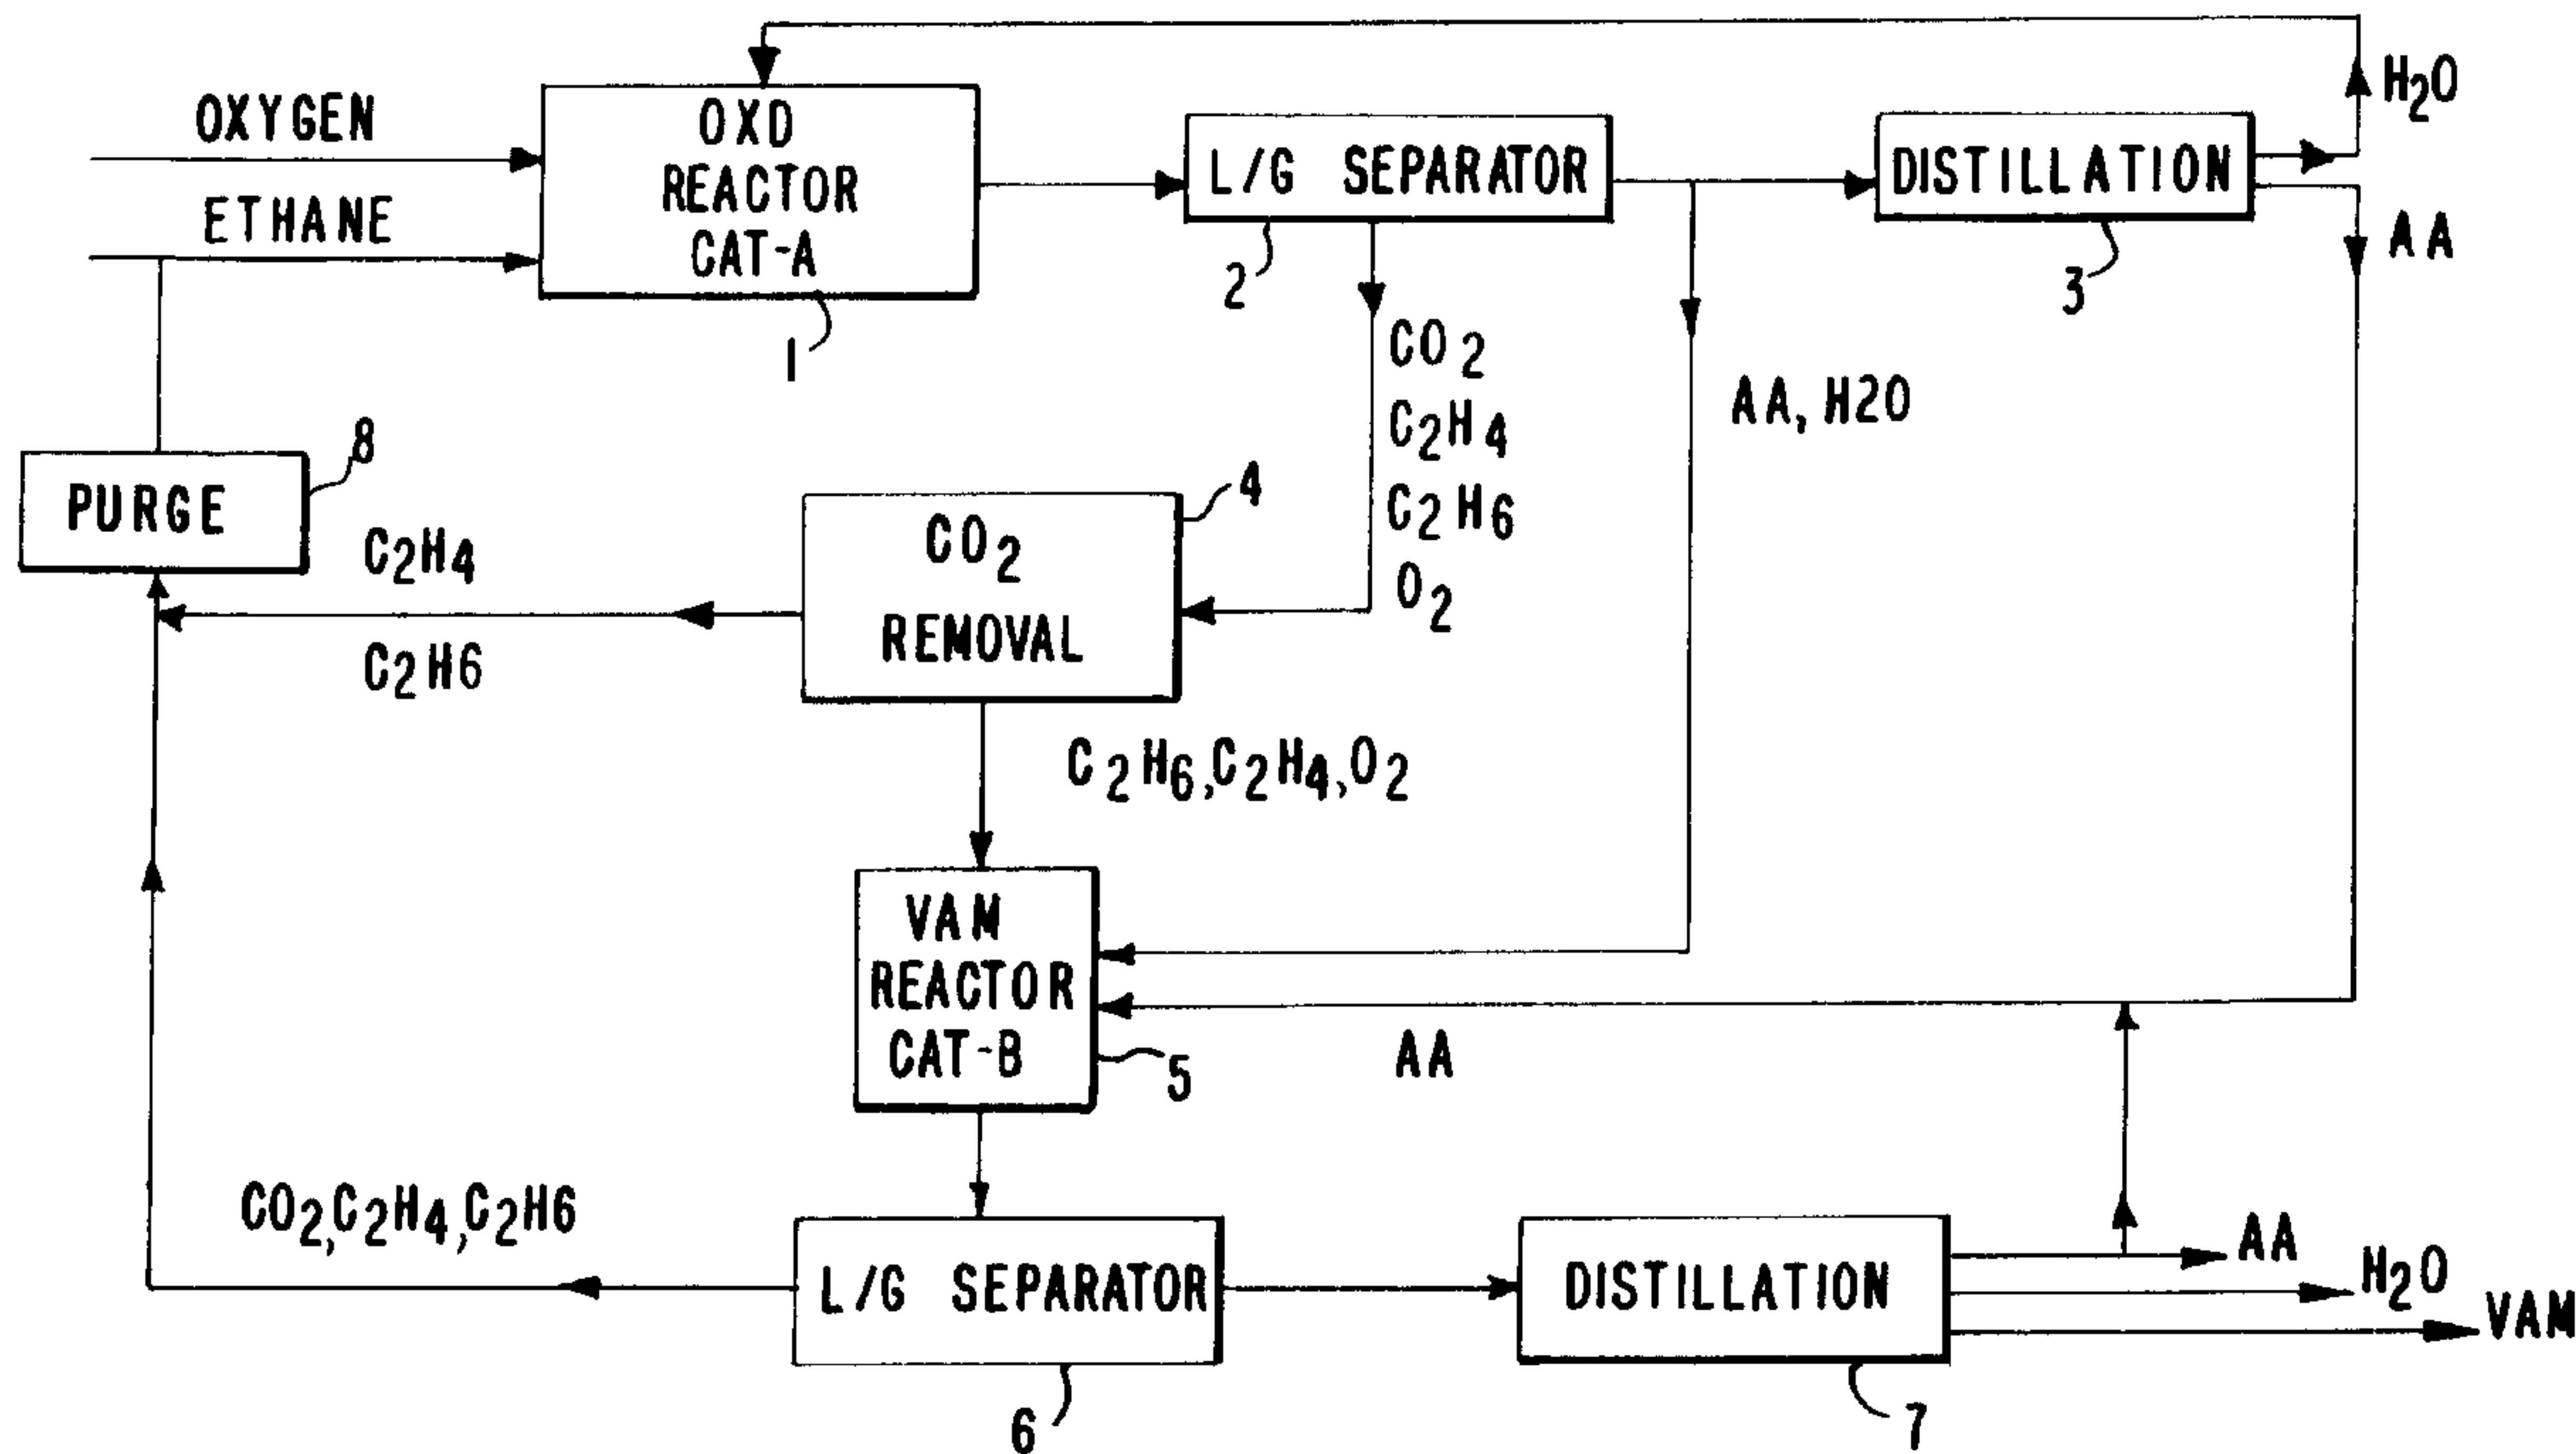 H2O
OXYGEN
ETHANE
OXD
REACTOR
CAT-A
1
L/G SEPARATOR
2
DISTILLATION
3
AA
CO2
C2H4
C2H6
O2
AA, H2O
PURGE
8
C2H4
C2H6
CO2
REMOVAL
4
C2H6,C2H4,O2
VAM
REACTOR
CAT-B
5
AA
CO2,C2H4,C2H6
L/G SEPARATOR
6
DISTILLATION
7
AA
H2O
VAM